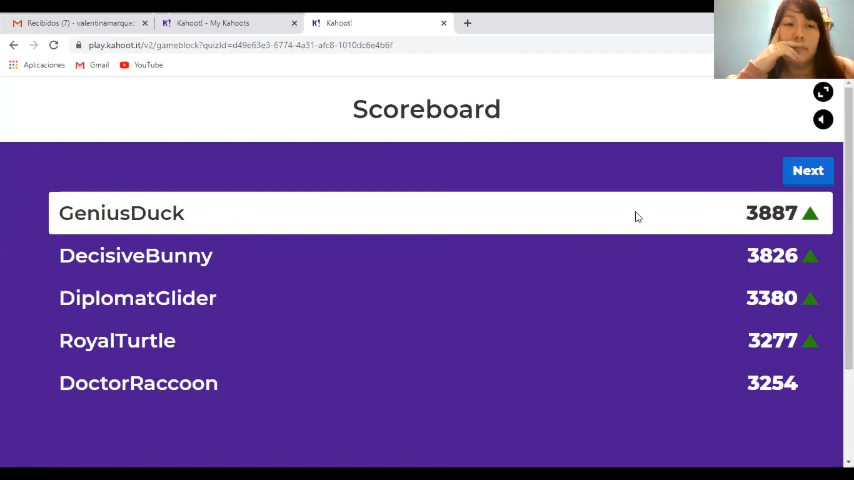 Recibidos (7) - valentinamarque:
Kahoot! - My Kahoots
Kahoot!
play.kahoot.it/v2/gameblock?quizId=d49e63e3-6774-4a31-afc8-1010dc6e4b6f
Aplicaciones
Gmail
YouTube
Scoreboard
Next
GeniusDuck 3887
DecisiveBunny 3826
DiplomatGlider 3380
RoyalTurtle 3277
DoctorRaccoon 3254